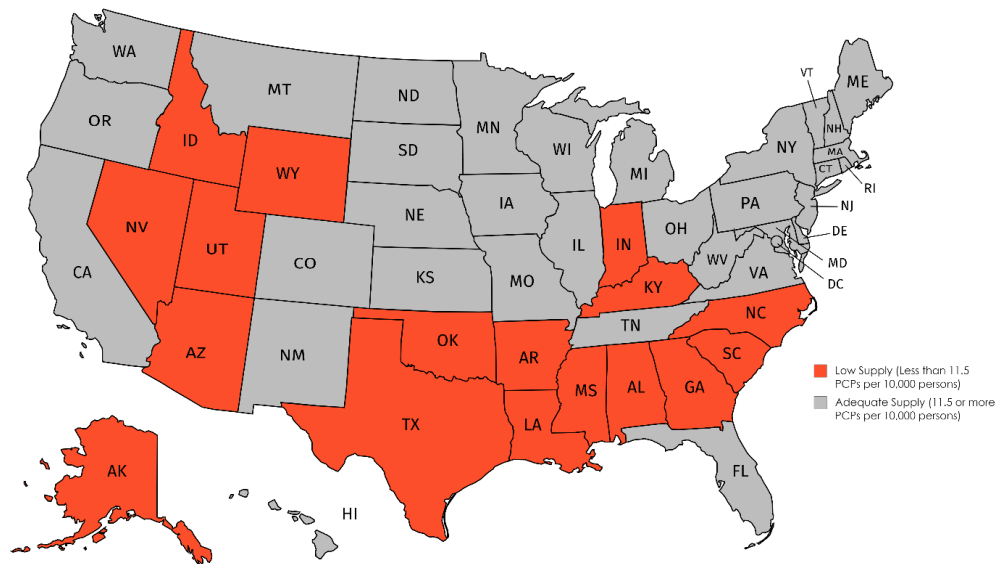 WA
MT
ND
MN
VT
ME
OR
ID
SD
WI
NY
NH
MA
CT
RI
WY
MI
IA
PA
NJ
NE
NV
UT
IL
IN
OH
DE
CA
CO
KS
MO
WV
VA
MD
KY
DC
NC
TN
OK
AZ
NM
AR
SC
MS
AL
GA
TX
LA
AK
FL
HI
Low Supply (Less than 11.5
PCPs per 10,000 persons)
Adequate Supply (11.5 or more
PCPs per 10,000 persons)